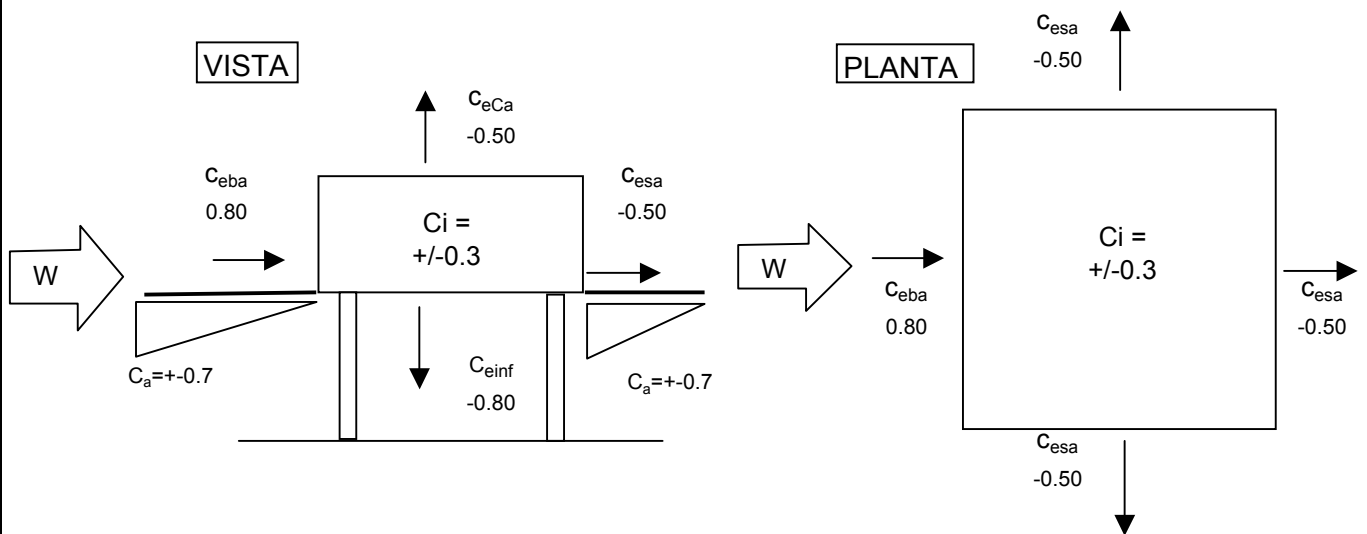 VISTA
c_eCa
-0.50
c_eba
0.80
c_esa
-0.50
Ci =
+/-0.3
W
C_a=+-0.7
C_einf
-0.80
C_a=+-0.7
PLANTA
c_esa
-0.50
W
c_eba
0.80
Ci =
+/-0.3
c_esa
-0.50
c_esa
-0.50